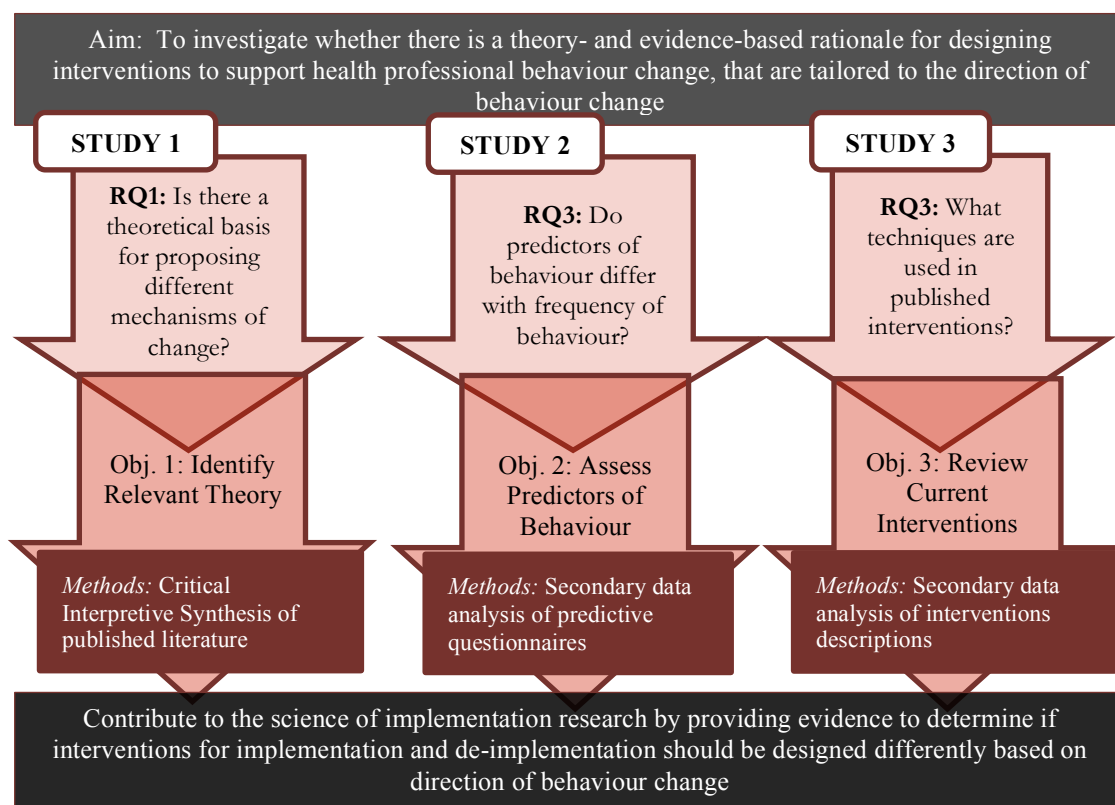 Aim:  To investigate whether there is a theory- and evidence-based rationale for designing
interventions to support health professional behaviour change, that are tailored to the direction of
behaviour change
STUDY 1
RQ1: Is there a
theoretical basis
for proposing
different
mechanisms of
change?
Obj. 1: Identify
Relevant Theory
Methods: Critical
Interpretive Synthesis of
published literature
STUDY 2
RQ3: Do
predictors of
behaviour differ
with frequency of
behaviour?
Obj. 2: Assess
Predictors of
Behaviour
Methods: Secondary data
analysis of predictive
questionnaires
STUDY 3
RQ3: What
techniques are
used in
published
interventions?
Obj. 3: Review
Current
Interventions
Methods: Secondary data
analysis of interventions
descriptions
Contribute to the science of implementation research by providing evidence to determine if
interventions for implementation and de-implementation should be designed differently based on
direction of behaviour change